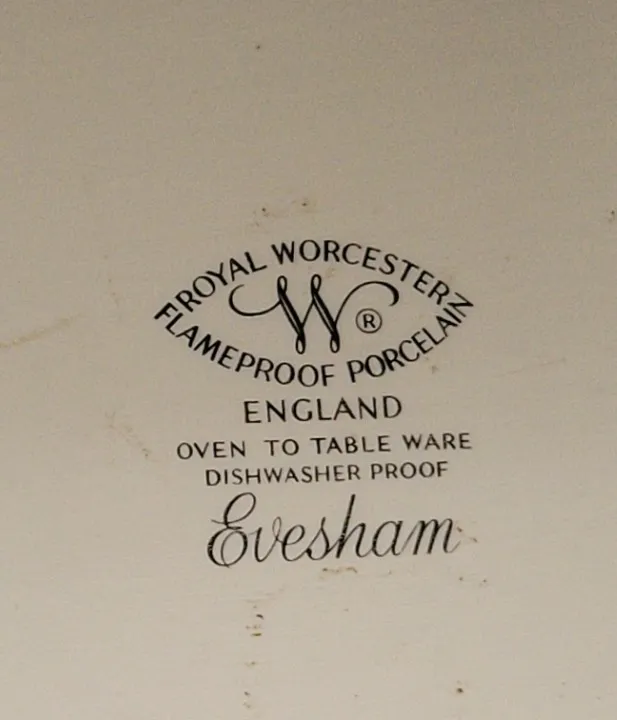 ROYAL WORCESTER
W ®
FLAMEPROOF PORCELAIN
ENGLAND
OVEN TO TABLE WARE
DISHWASHER PROOF
Evesham